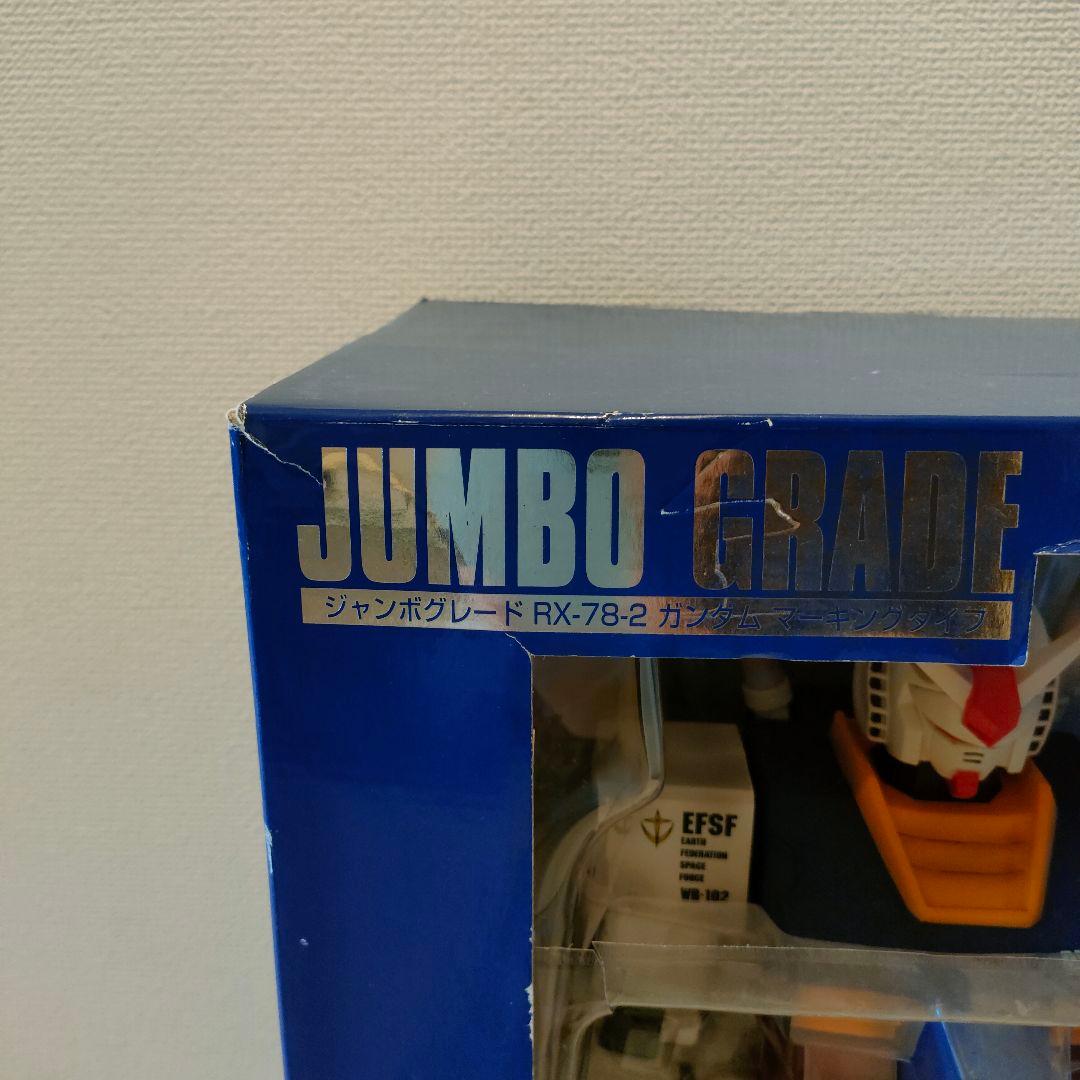 JUMBO GRADE
ジャンボグレード RX-78-2 ガンダム マーキングタイプ
EFSF
EARTH
FEDERATION
SPACE
FORCE
WB-102